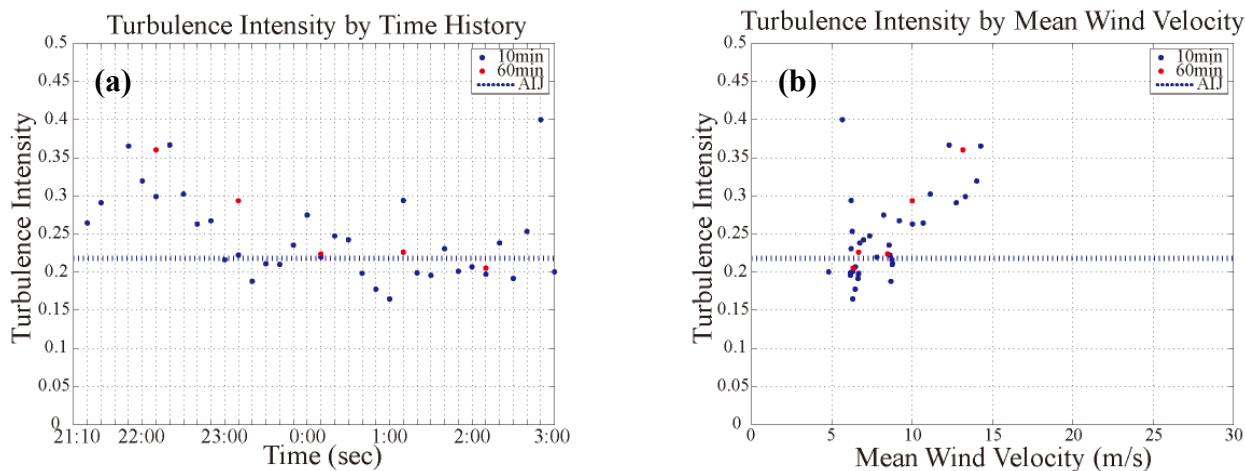 Turbulence Intensity by Time History
0.5
0.45
0.4
0.35
0.3
0.25
0.2
0.15
0.1
0.05
0
Turbulence Intensity
(a)
10min
60min
AIJ
21:10 22:00 23:00 0:00 1:00 2:00 3:00
Time (sec)
Turbulence Intensity by Mean Wind Velocity
0.5
0.45
0.4
0.35
0.3
0.25
0.2
0.15
0.1
0.05
0
Turbulence Intensity
(b)
10min
60min
AIJ
0 5 10 15 20 25 30
Mean Wind Velocity (m/s)